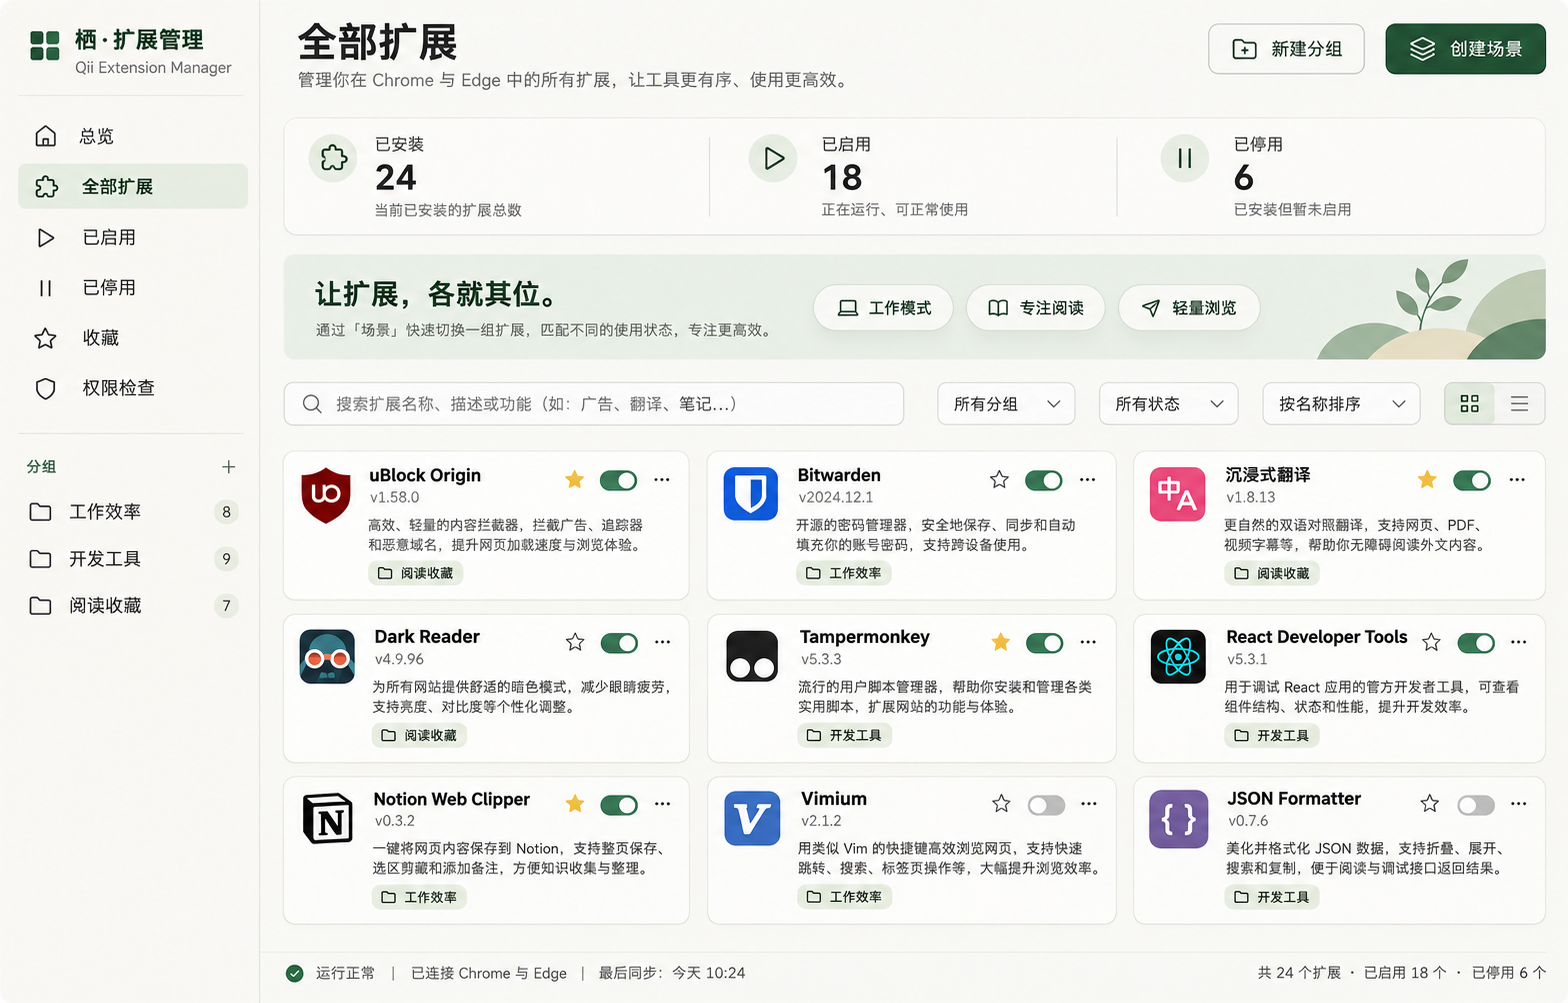 栖·扩展管理
Qii Extension Manager
总览
全部扩展
已启用
已停用
收藏
权限检查
分组
工作效率 8
开发工具 9
阅读收藏 7
全部扩展
管理你在 Chrome 与 Edge 中的所有扩展，让工具更有序、使用更高效。
新建分组
创建场景
已安装
24
当前已安装的扩展总数
已启用
18
正在运行、可正常使用
已停用
6
已安装但暂未启用
让扩展，各就其位。
通过「场景」快速切换一组扩展，匹配不同的使用状态，专注更高效。
工作模式
专注阅读
轻量浏览
搜索扩展名称、描述或功能（如：广告、翻译、笔记...）
所有分组
所有状态
按名称排序
uBlock Origin
v1.58.0
高效、轻量的内容拦截器，拦截广告、追踪器
和恶意域名，提升网页加载速度与浏览体验。
阅读收藏
Bitwarden
v2024.12.1
开源的密码管理器，安全地保存、同步和自动
填充你的账号密码，支持跨设备使用。
工作效率
中A
沉浸式翻译
v1.8.13
更自然的双语对照翻译，支持网页、PDF、
视频字幕等，帮助你无障碍阅读外文内容。
阅读收藏
Dark Reader
v4.9.96
为所有网站提供舒适的暗色模式，减少眼睛疲劳，
支持亮度、对比度等个性化调整。
阅读收藏
Tampermonkey
v5.3.3
流行的用户脚本管理器，帮助你安装和管理各类
实用脚本，扩展网站的功能与体验。
开发工具
React Developer Tools
v5.3.1
用于调试 React 应用的管方开发者工具，可查看
组件结构、状态和性能，提升开发效率。
开发工具
N
Notion Web Clipper
v0.3.2
一键将网页内容保存到 Notion，支持整页保存、
选区剪藏和添加备注，方便知识收集与整理。
工作效率
V
Vimium
v2.1.2
用类似 Vim 的快捷键高效浏览网页，支持快速
跳转、搜索、标签页操作等，大幅提升浏览效率。
工作效率
{ }
JSON Formatter
v0.7.6
美化并格式化 JSON 数据，支持折叠、展开、
搜索和复制，便于阅读与调试接口返回结果。
开发工具
运行正常 | 已连接 Chrome 与 Edge | 最后同步：今天 10:24
共 24 个扩展 · 已启用 18 个 · 已停用 6 个